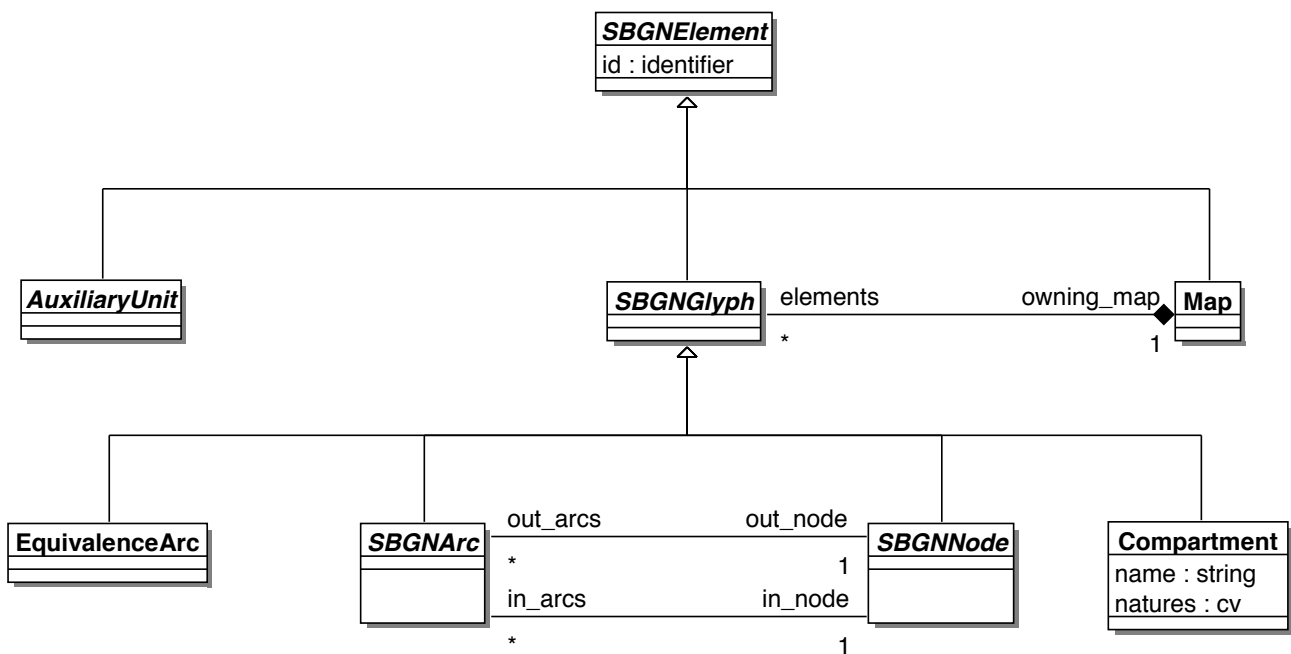 SBGNElement
id : identifier
AuxiliaryUnit
SBGNGlyph
elements
*
owning_map
1
Map
EquivalenceArc
SBGNArc
out_arcs
*
out_node
1
in_arcs
*
in_node
1
SBGNNode
Compartment
name : string
natures : cv